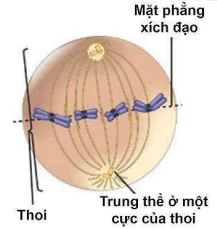 Mặt phẳng
xích đạo
Thoi
Trung thể ở một
cực của thoi